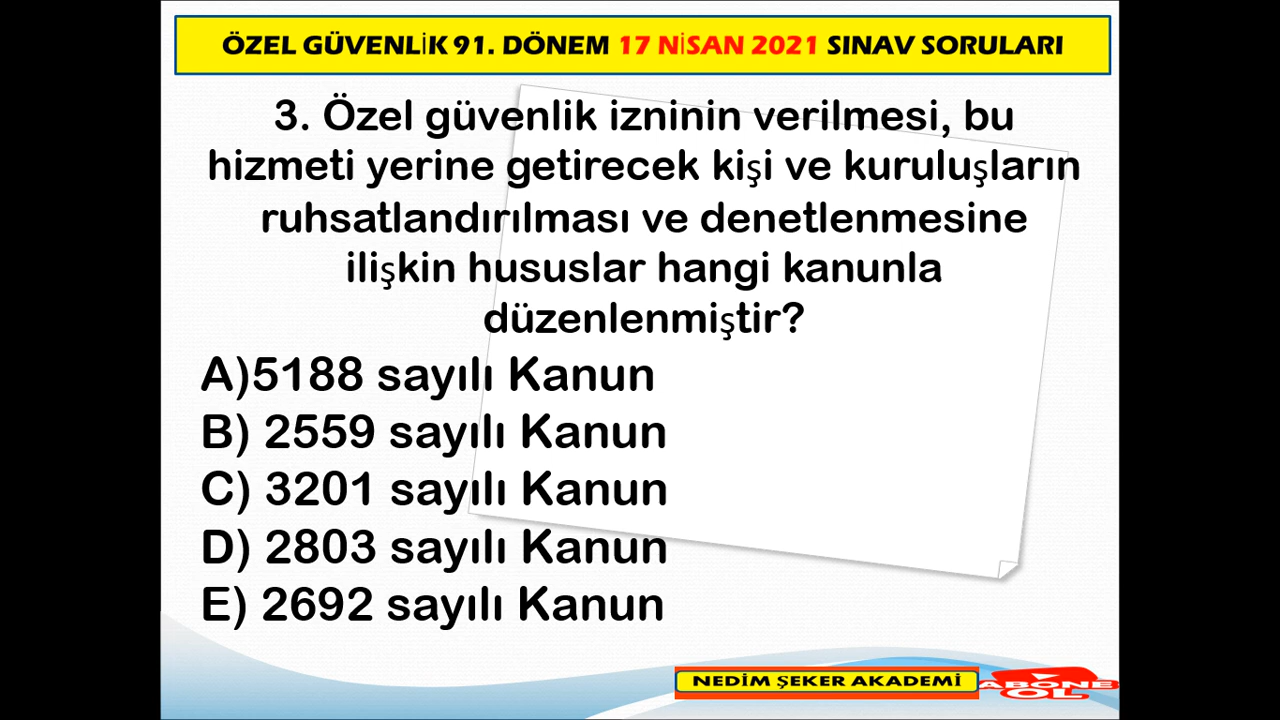 ÖZEL GÜVENLİK 91. DÖNEM 17 NİSAN 2021 SINAV SORULARI
3. Özel güvenlik izninin verilmesi, bu
hizmeti yerine getirecek kişi ve kuruluşların
ruhsatlandırılması ve denetlenmesine
ilişkin hususlar hangi kanunla
düzenlenmiştir?
A)5188 sayılı Kanun
B) 2559 sayılı Kanun
C) 3201 sayılı Kanun
D) 2803 sayılı Kanun
E) 2692 sayılı Kanun
NEDİM ŞEKER AKADEMİ
ABONE
OL